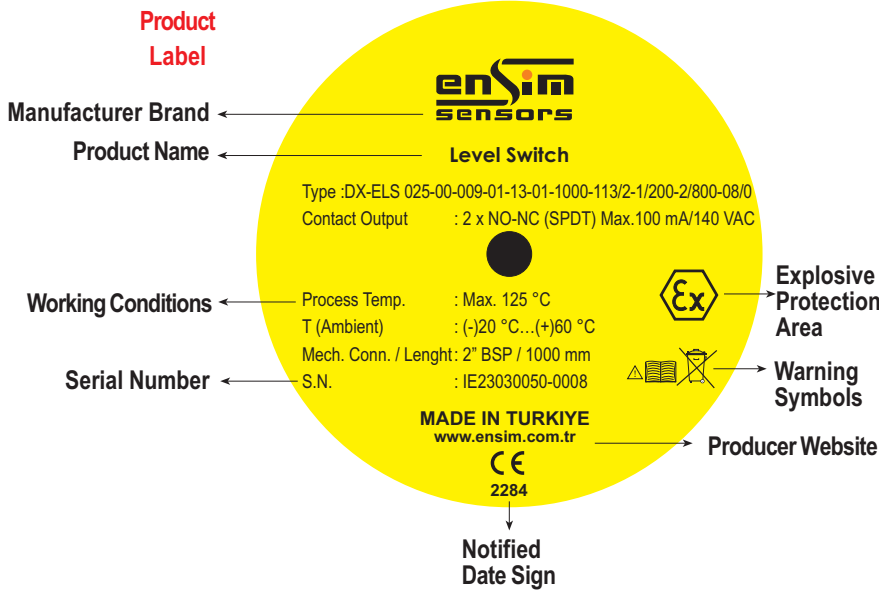 Product
Label
ensim
sensors
Manufacturer Brand
Product Name
Level Switch
Type :DX-ELS 025-00-009-01-13-01-1000-113/2-1/200-2/800-08/0
Contact Output : 2 x NO-NC (SPDT) Max.100 mA/140 VAC
Working Conditions
Process Temp. : Max. 125 °C
T (Ambient) : (-)20 °C…(+)60 °C
Mech. Conn. / Lenght : 2” BSP / 1000 mm
Serial Number
S.N. : IE23030050-0008
Ex
Explosive
Protection
Area
Warning
Symbols
MADE IN TURKIYE
www.ensim.com.tr
Producer Website
CE
2284
Notified
Date Sign